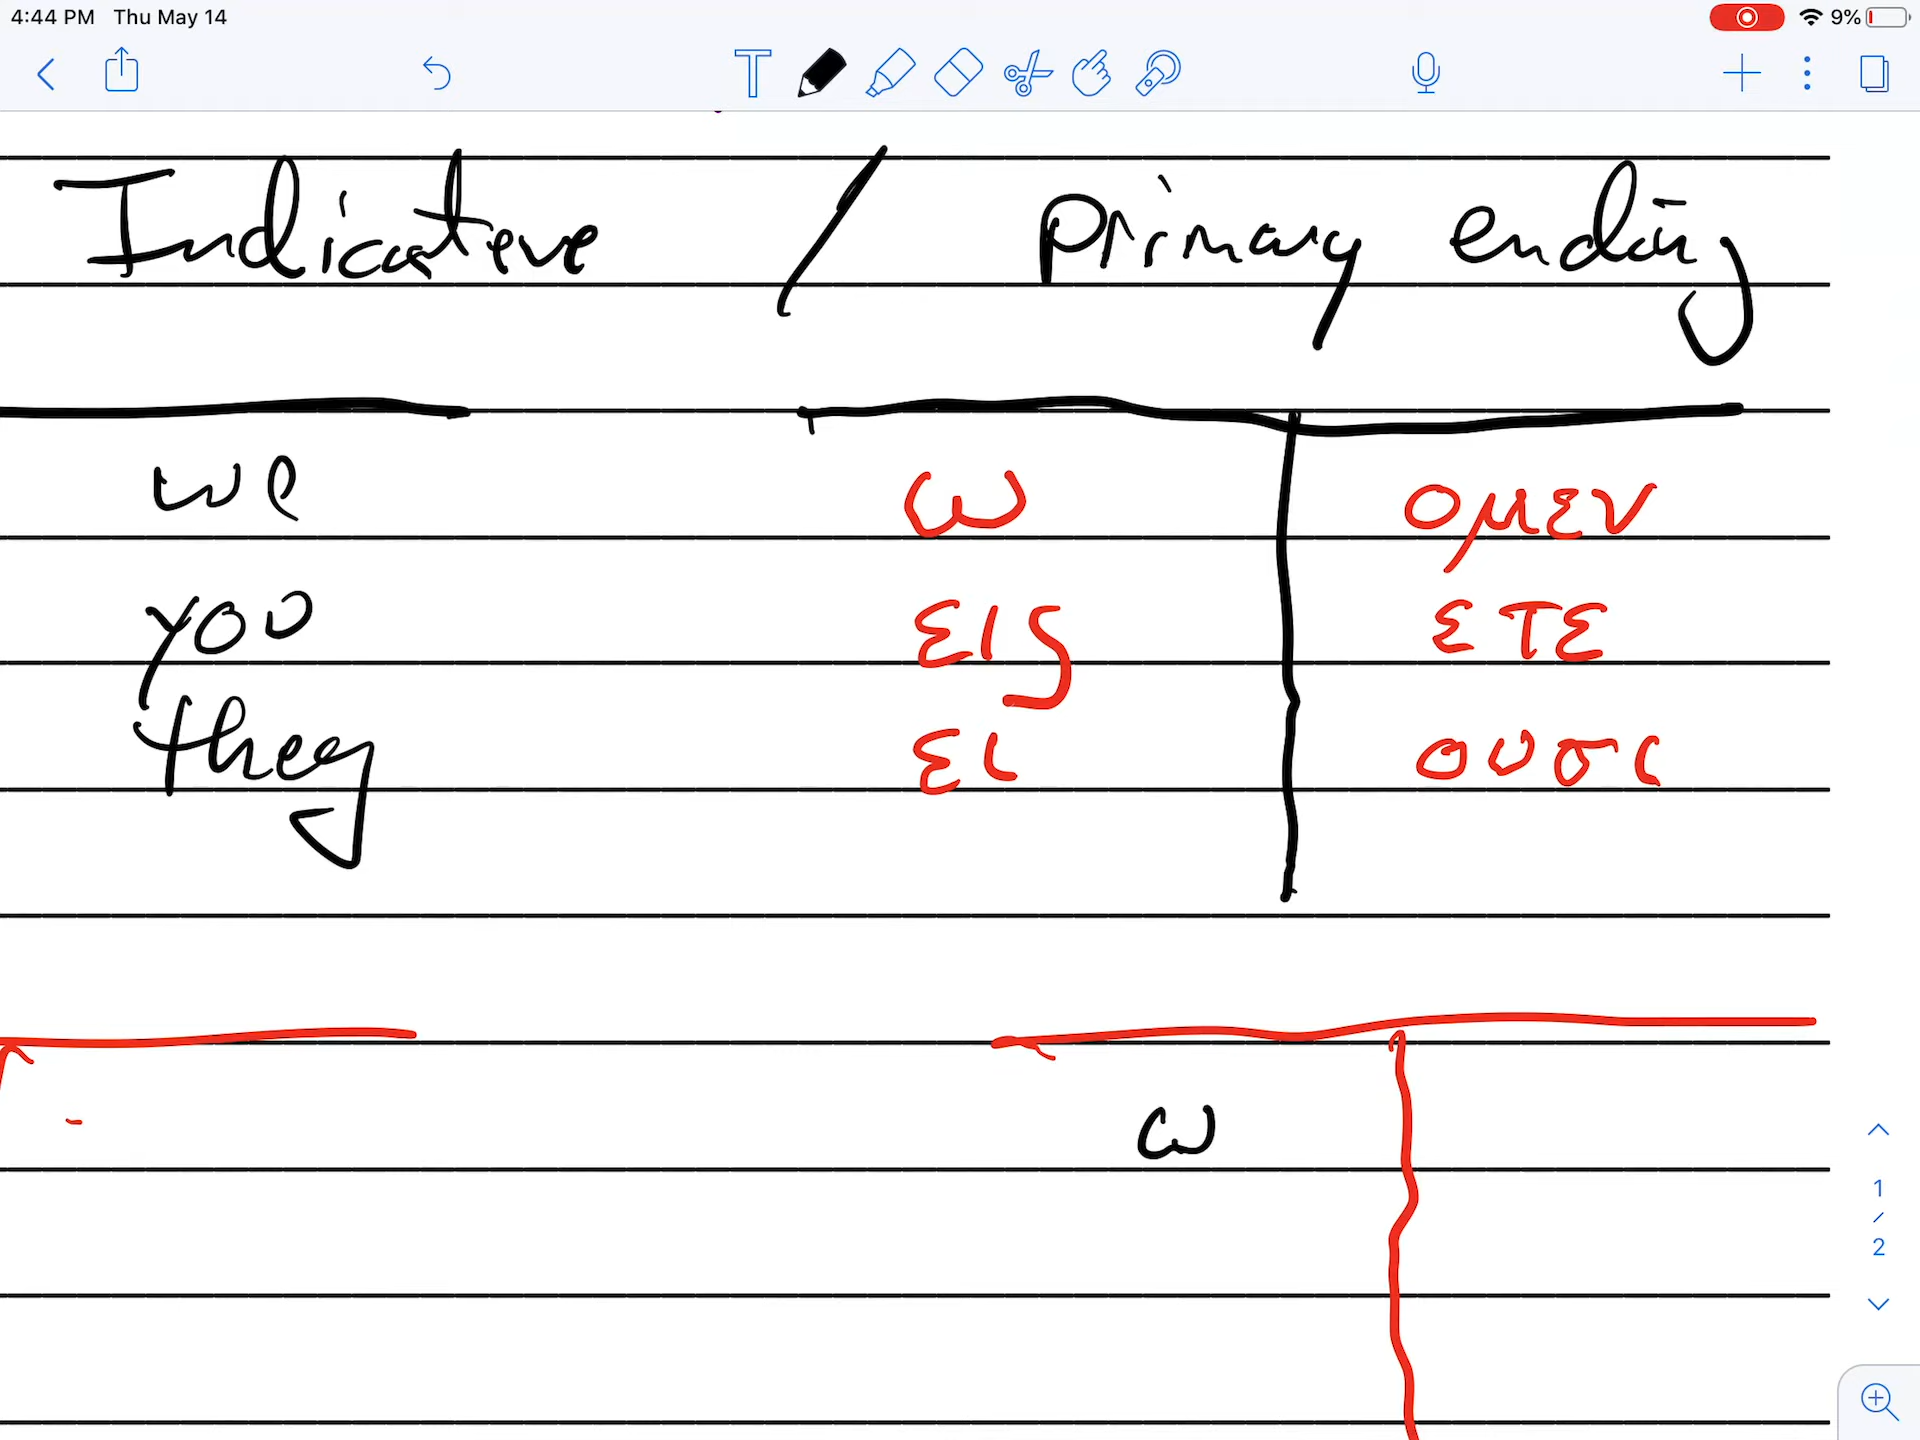 4:44 PM Thu May 14 9%
T
Indicative / primary ending
we ω ομεν
you εις ετε
they ει ουσι
ω
1
/
2